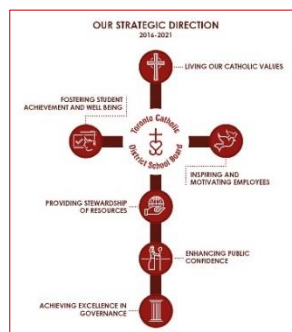 OUR STRATEGIC DIRECTION
2016-2021
LIVING OUR CATHOLIC VALUES
FOSTERING STUDENT
ACHIEVEMENT AND WELL BEING
Toronto Catholic
District School Board
INSPIRING AND
MOTIVATING EMPLOYEES
PROVIDING STEWARDSHIP
OF RESOURCES
ENHANCING PUBLIC
CONFIDENCE
ACHIEVING EXCELLENCE IN
GOVERNANCE